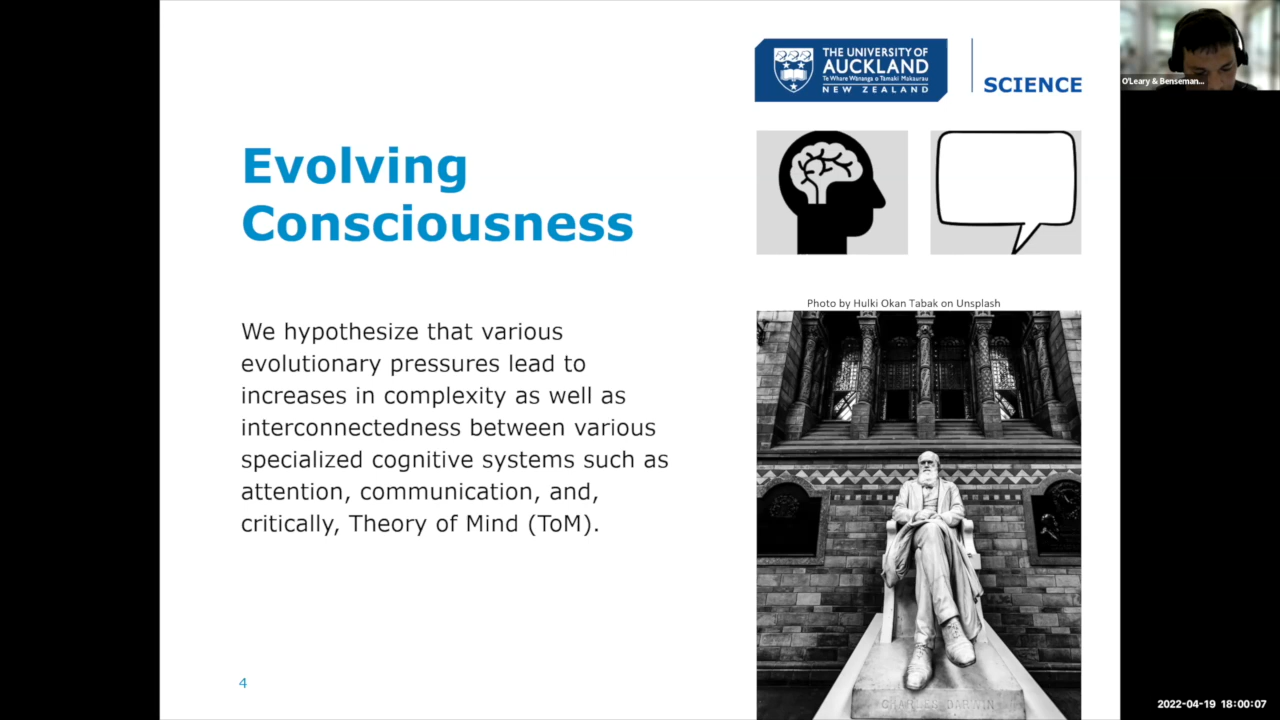 THE UNIVERSITY OF
AUCKLAND
Te Whare Wānanga o Tāmaki Makaurau
NEW ZEALAND
SCIENCE
O'Leary & Benseman...
Evolving
Consciousness
Photo by Hulki Okan Tabak on Unsplash
We hypothesize that various
evolutionary pressures lead to
increases in complexity as well as
interconnectedness between various
specialized cognitive systems such as
attention, communication, and,
critically, Theory of Mind (ToM).
CHARLES DARWIN
4
2022-04-19 18:00:07